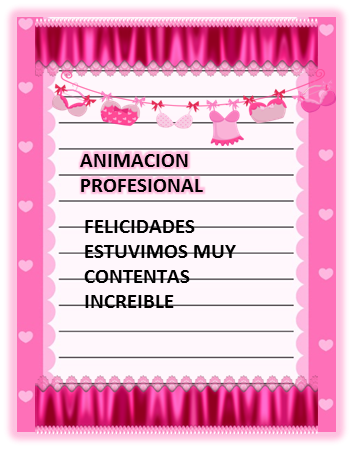 ANIMACION
PROFESIONAL
FELICIDADES
ESTUVIMOS MUY
CONTENTAS
INCREIBLE